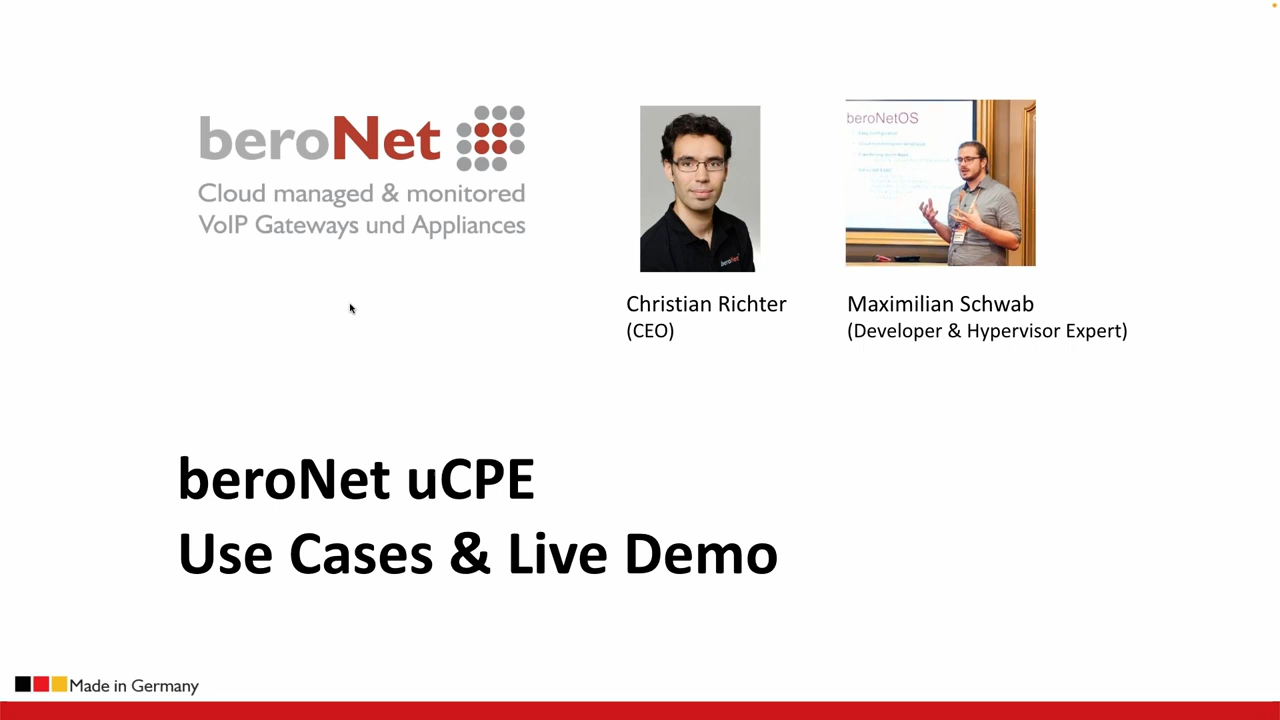 beroNet
Cloud managed & monitored
VoIP Gateways und Appliances
beroNet
beroNetOS
Christian Richter
(CEO)
Maximilian Schwab
(Developer & Hypervisor Expert)
beroNet uCPE
Use Cases & Live Demo
Made in Germany